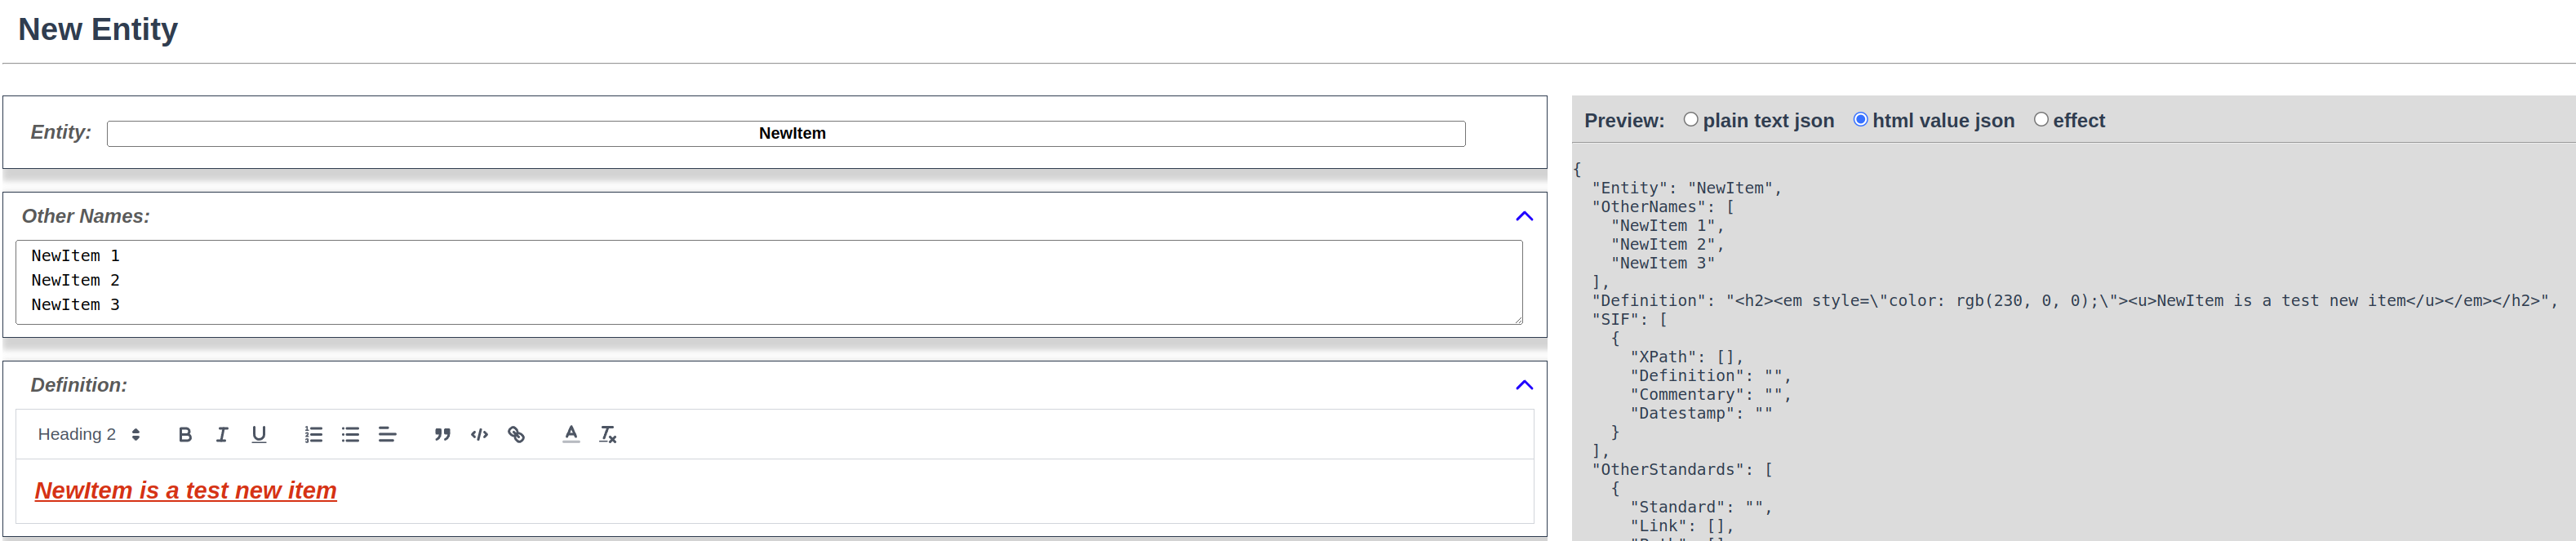 New Entity
Entity: NewItem
Other Names:
NewItem 1
NewItem 2
NewItem 3
Definition:
Heading 2
NewItem is a test new item
Preview: plain text json html value json effect
{
"Entity": "NewItem",
"OtherNames": [
"NewItem 1",
"NewItem 2",
"NewItem 3"
],
"Definition": "<h2><em style=\"color: rgb(230, 0, 0);\"><u>NewItem is a test new item</u></em></h2>",
"SIF": [
{
"XPath": [],
"Definition": "",
"Commentary": "",
"Datestamp": ""
}
],
"OtherStandards": [
{
"Standard": "",
"Link": [],